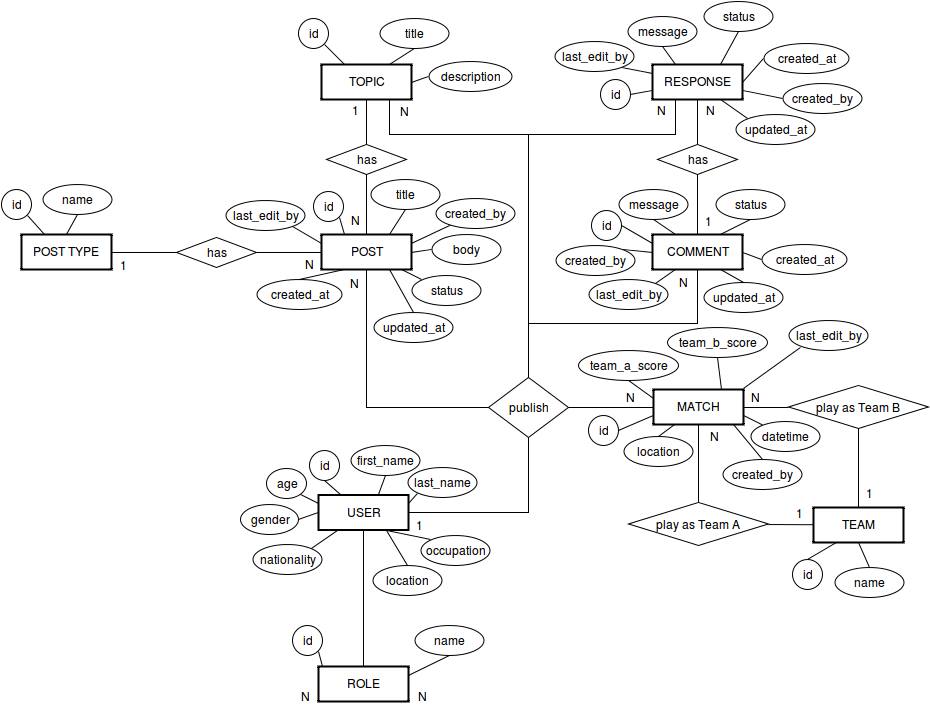 status
message
id
title
last_edit_by
created_at
description
TOPIC
RESPONSE
id
created_by
1
N
N
N
updated_at
has
has
title
id
name
id
last_edit_by
created_by
message
status
N
1
id
POST TYPE
has
POST
body
COMMENT
created_at
created_by
1
N
N
N
created_at
status
last_edit_by
updated_at
updated_at
last_edit_by
team_b_score
team_a_score
N
N
publish
MATCH
play as Team B
id
N
datetime
location
first_name
id
created_by
last_name
age
1
USER
1
gender
play as Team A
TEAM
1
occupation
nationality
location
id
name
id
name
ROLE
N
N